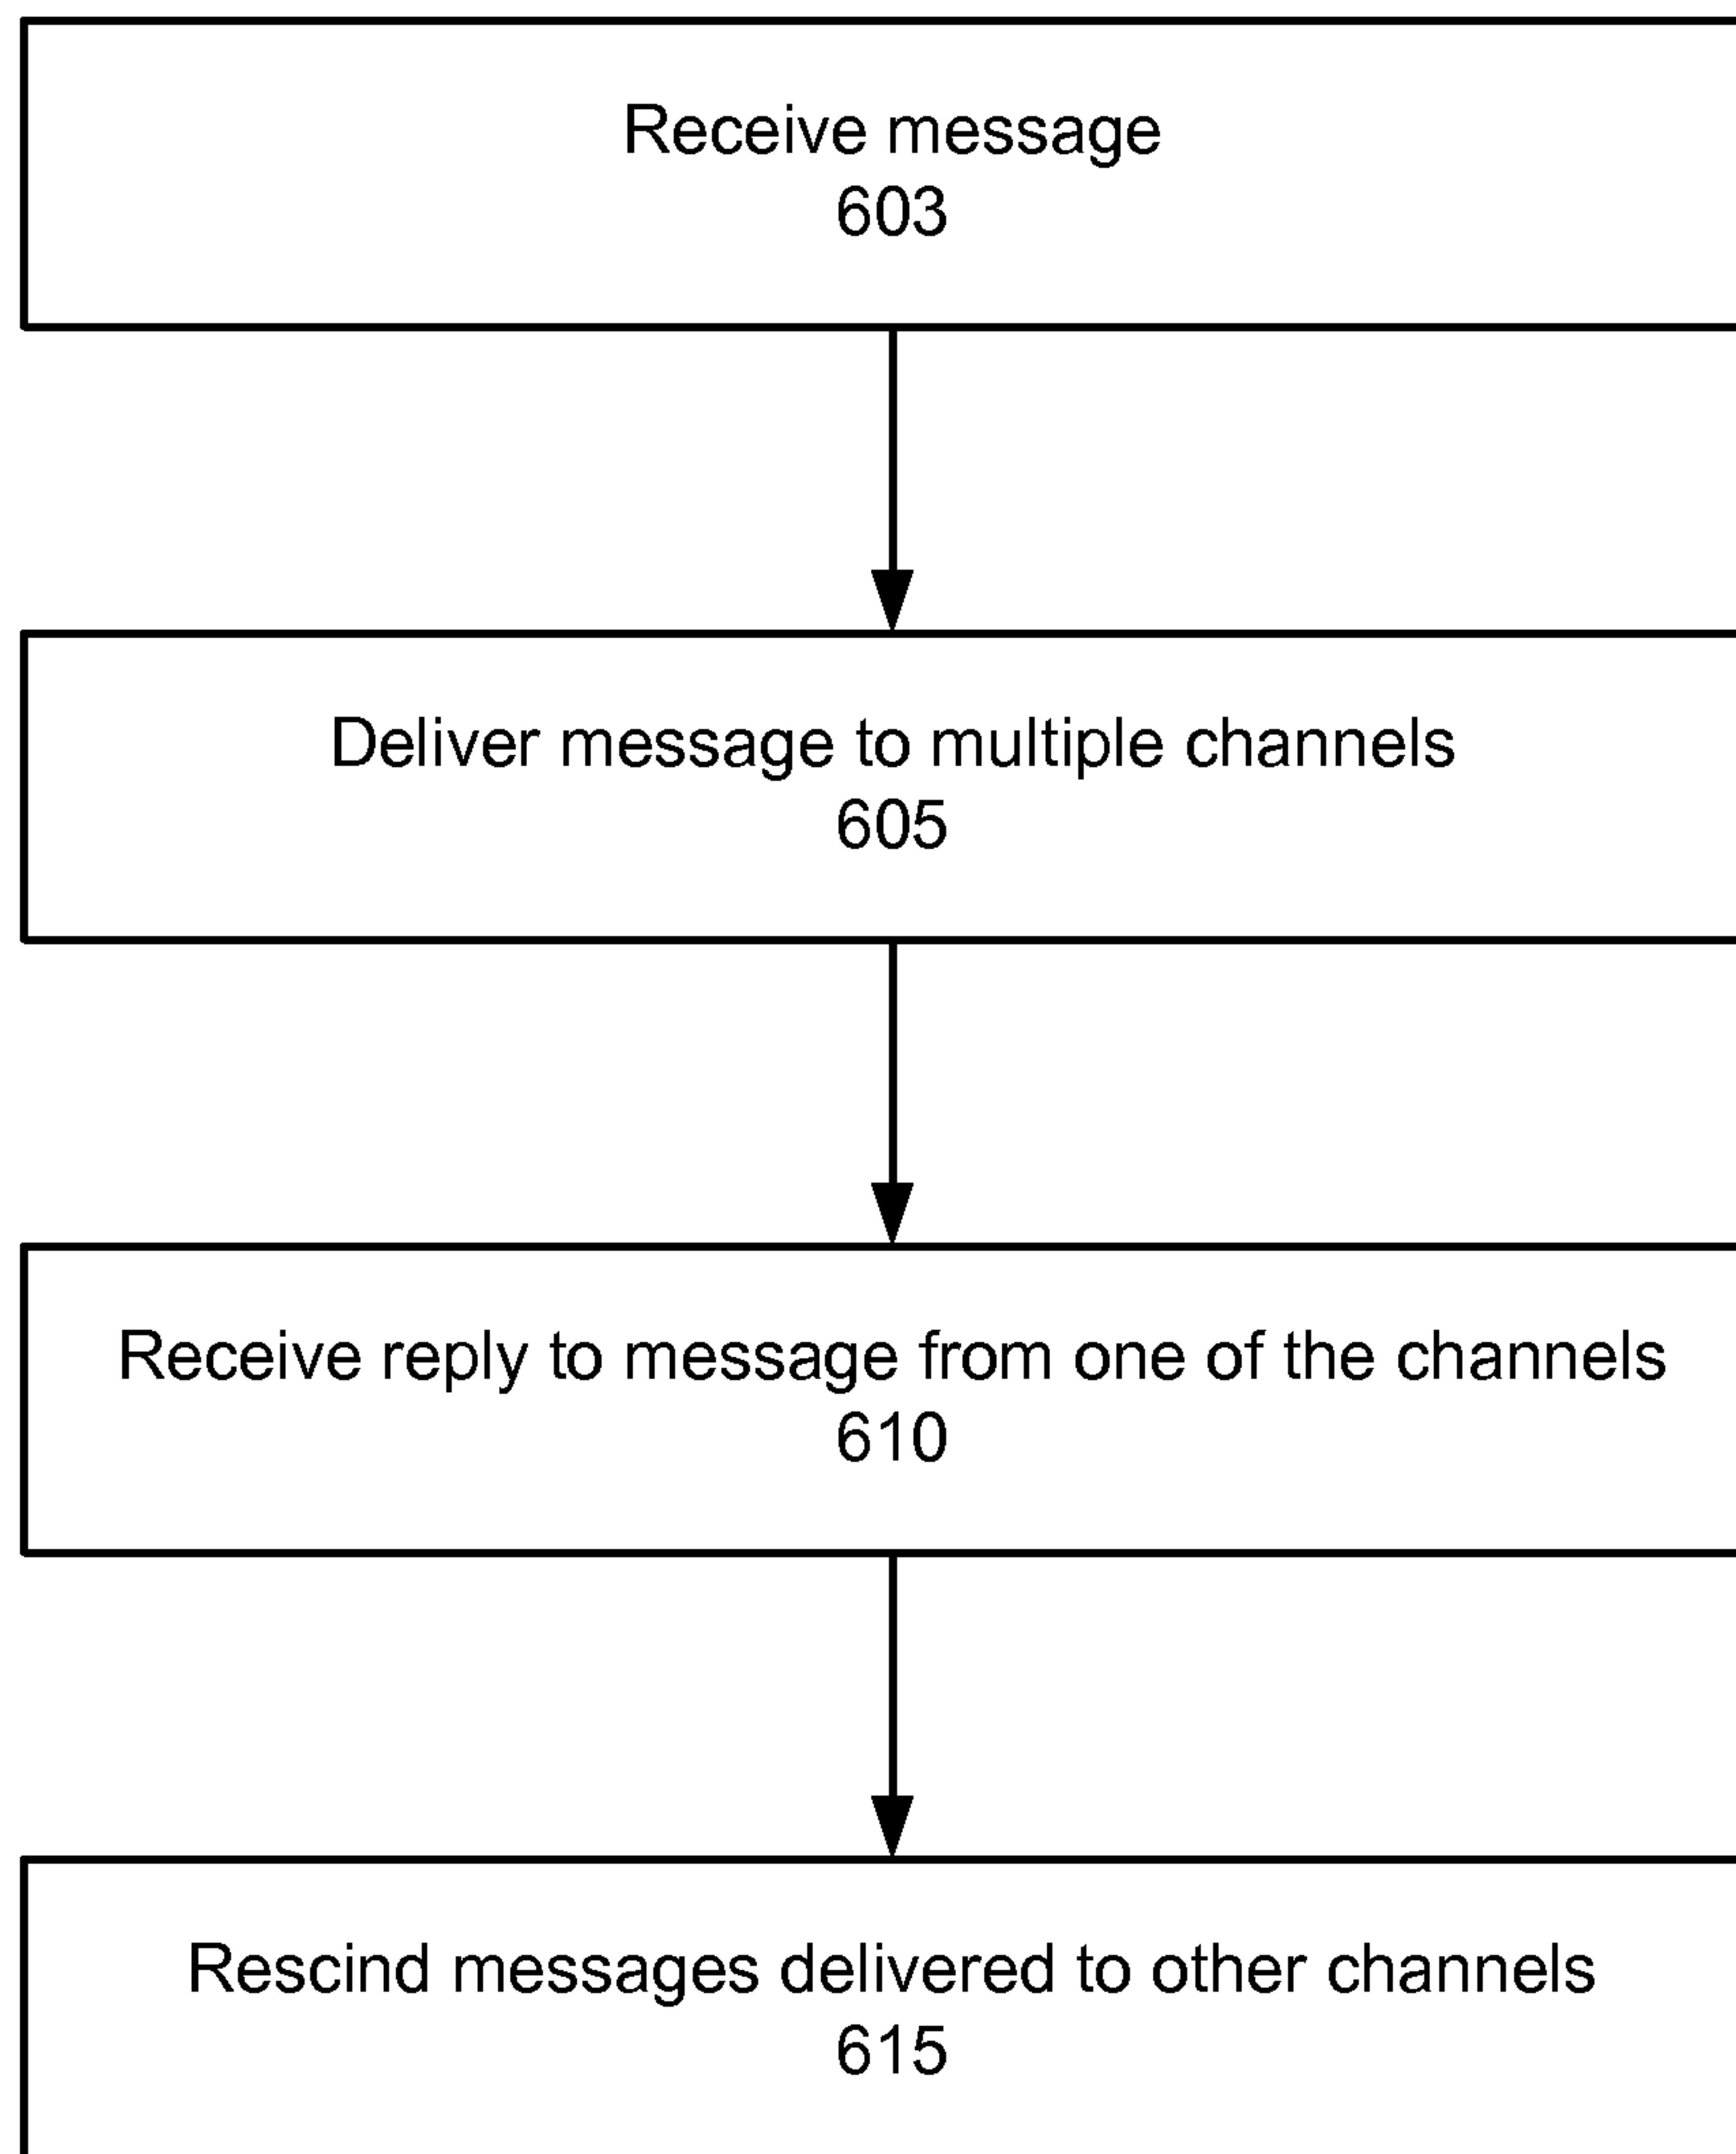 Receive message
603
Deliver message to multiple channels
605
Receive reply to message from one of the channels
610
Rescind messages delivered to other channels
615